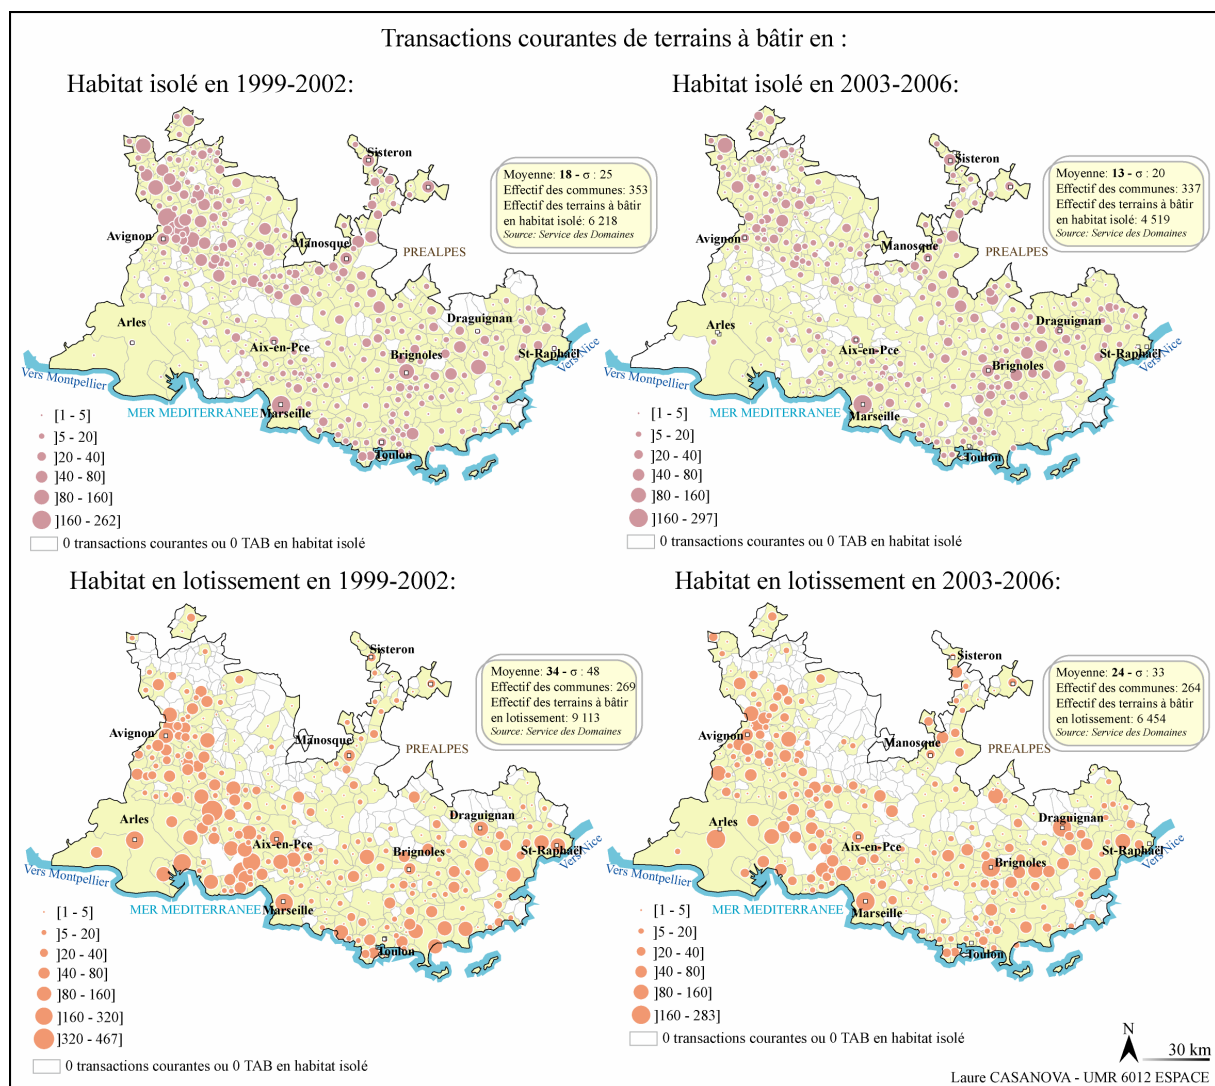 Transactions courantes de terrains à bâtir en :
Habitat isolé en 1999-2002:
Sisteron
Moyenne: 18 - σ : 25
Effectif des communes: 353
Effectif des terrains à bâtir
en habitat isolé: 6 218
Source: Service des Domaines
Avignon
Manosque
PREALPES
Arles
Draguignan
Aix-en-Pce
Brignoles
St-Raphaël
Vers Nice
Vers Montpellier
MER MEDITERRANEE
Marseille
Toulon
[1 - 5]
]5 - 20]
]20 - 40]
]40 - 80]
]80 - 160]
]160 - 262]
0 transactions courantes ou 0 TAB en habitat isolé
Habitat isolé en 2003-2006:
Sisteron
Moyenne: 13 - σ : 20
Effectif des communes: 337
Effectif des terrains à bâtir
en habitat isolé: 4 519
Source: Service des Domaines
Avignon
Manosque
PREALPES
Arles
Draguignan
Aix-en-Pce
Brignoles
St-Raphaël
Vers Nice
Vers Montpellier
MER MEDITERRANEE
Marseille
Toulon
[1 - 5]
]5 - 20]
]20 - 40]
]40 - 80]
]80 - 160]
]160 - 297]
0 transactions courantes ou 0 TAB en habitat isolé
Habitat en lotissement en 1999-2002:
Sisteron
Moyenne: 34 - σ : 48
Effectif des communes: 269
Effectif des terrains à bâtir
en lotissement: 9 113
Source: Service des Domaines
Avignon
Manosque
PREALPES
Arles
Draguignan
Aix-en-Pce
Brignoles
St-Raphaël
Vers Nice
Vers Montpellier
MER MEDITERRANEE
Marseille
Toulon
[1 - 5]
]5 - 20]
]20 - 40]
]40 - 80]
]80 - 160]
]160 - 320]
]320 - 467]
0 transactions courantes ou 0 TAB en habitat isolé
Habitat en lotissement en 2003-2006:
Sisteron
Moyenne: 24 - σ : 33
Effectif des communes: 264
Effectif des terrains à bâtir
en lotissement: 6 454
Source: Service des Domaines
Avignon
Manosque
PREALPES
Arles
Draguignan
Aix-en-Pce
Brignoles
St-Raphaël
Vers Nice
Vers Montpellier
MER MEDITERRANEE
Marseille
Toulon
[1 - 5]
]5 - 20]
]20 - 40]
]40 - 80]
]80 - 160]
]160 - 283]
0 transactions courantes ou 0 TAB en habitat isolé
N
30 km
Laure CASANOVA - UMR 6012 ESPACE